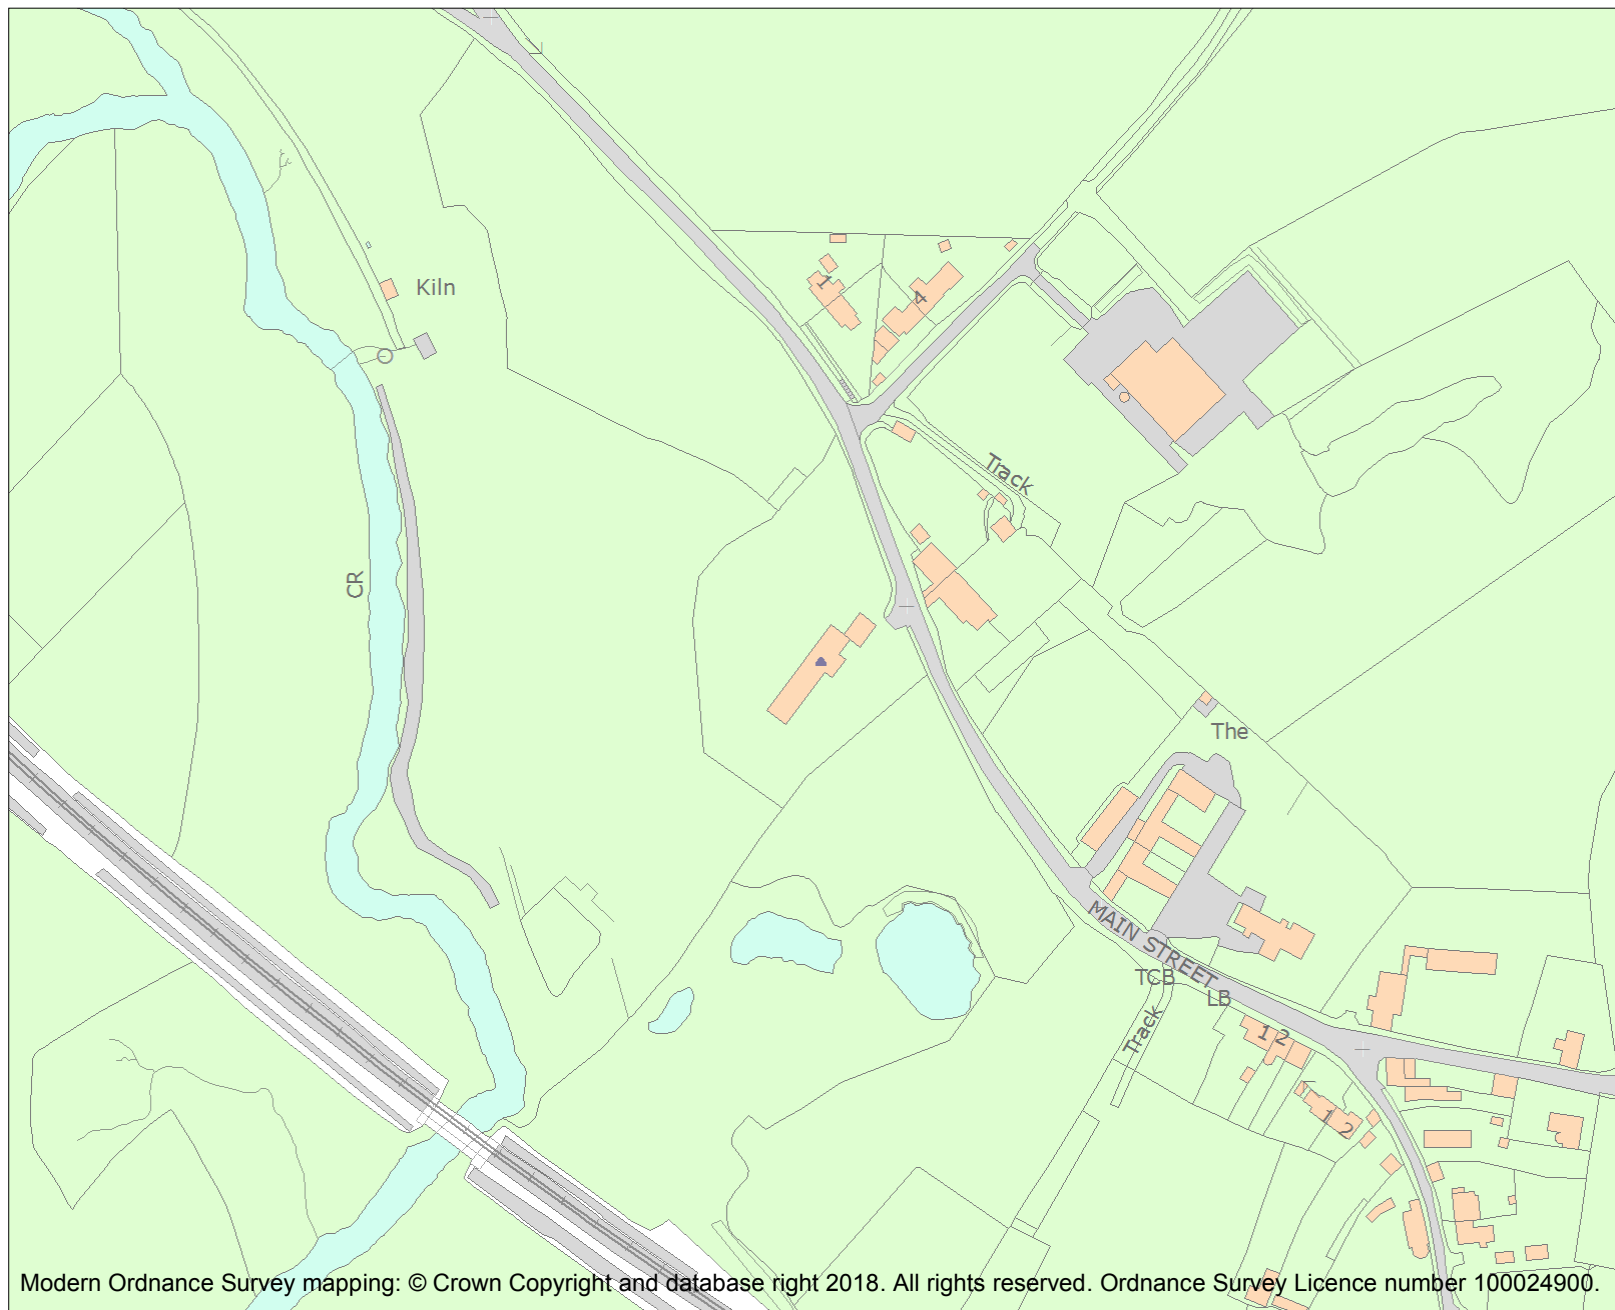 1
4
Kiln
Track
CR
The
MAIN STREET
TCB
LB
Track
1 2
1 2
Modern Ordnance Survey mapping: © Crown Copyright and database right 2018. All rights reserved. Ordnance Survey Licence number 100024900.